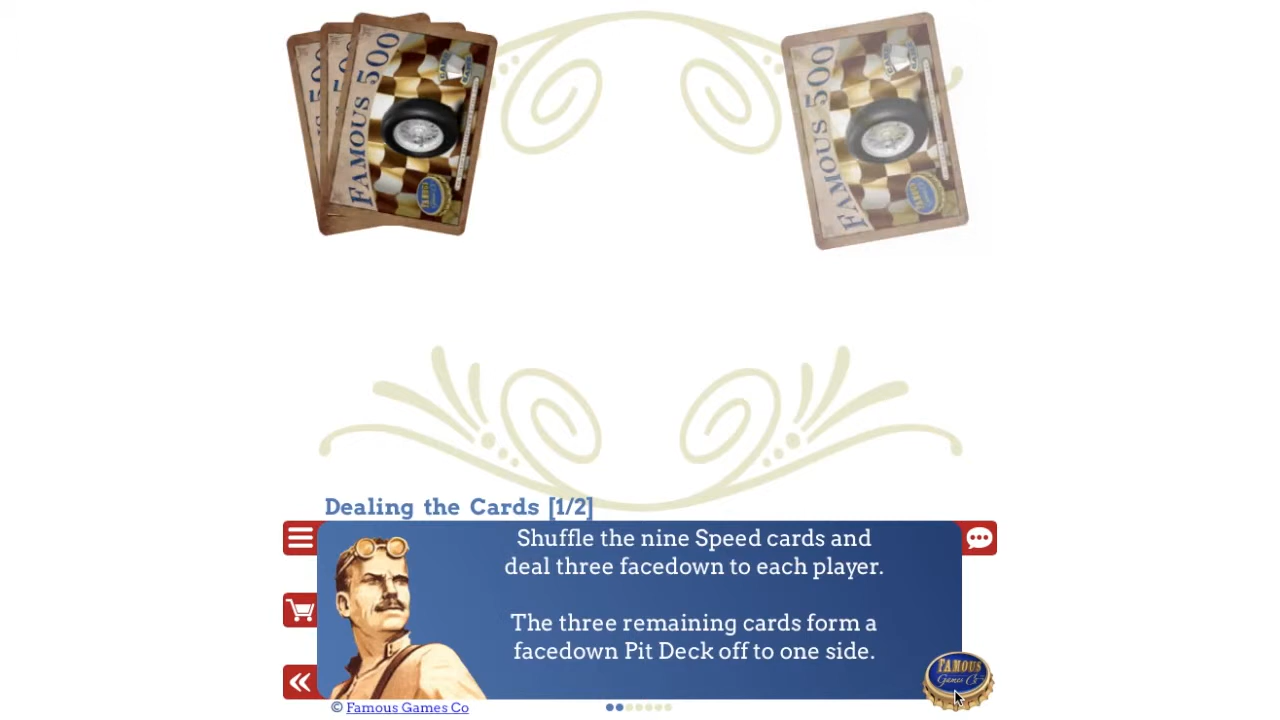 FAMOUS 500
FAMOUS 500
Dealing the Cards [1/2]
Shuffle the nine Speed cards and
deal three facedown to each player.
The three remaining cards form a
facedown Pit Deck off to one side.
FAMOUS
Games Co
© Famous Games Co